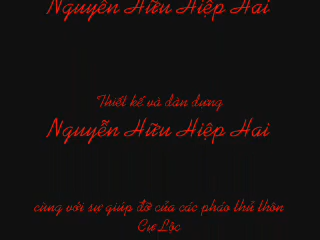 Nguyễn Hữu Hiệp Hai
Thiết kế và dàn dựng
Nguyễn Hữu Hiệp Hai
cùng với sự giúp đỡ của các pháo thủ thôn
Cư Lộc